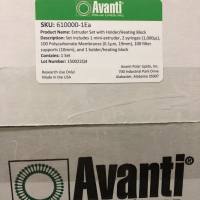 Avanti®
POLAR LIPIDS, INC.
SKU: 610000-1Ea
Product Name: Extruder Set with Holder/Heating Block
Description: Set includes 1 mini-extruder, 2 syringes (1,000µL),
100 Polycarbonate Membranes (0.1µm, 19mm), 100 filter
supports (10mm), and 1 holder/heating block
Contains: 1 Set
Lot Number:
Research Use Only
Made in the USA
Avanti Polar Lipids, Inc.
700 Industrial Park Drive
Alabaster, Alabama 35007
Avanti®